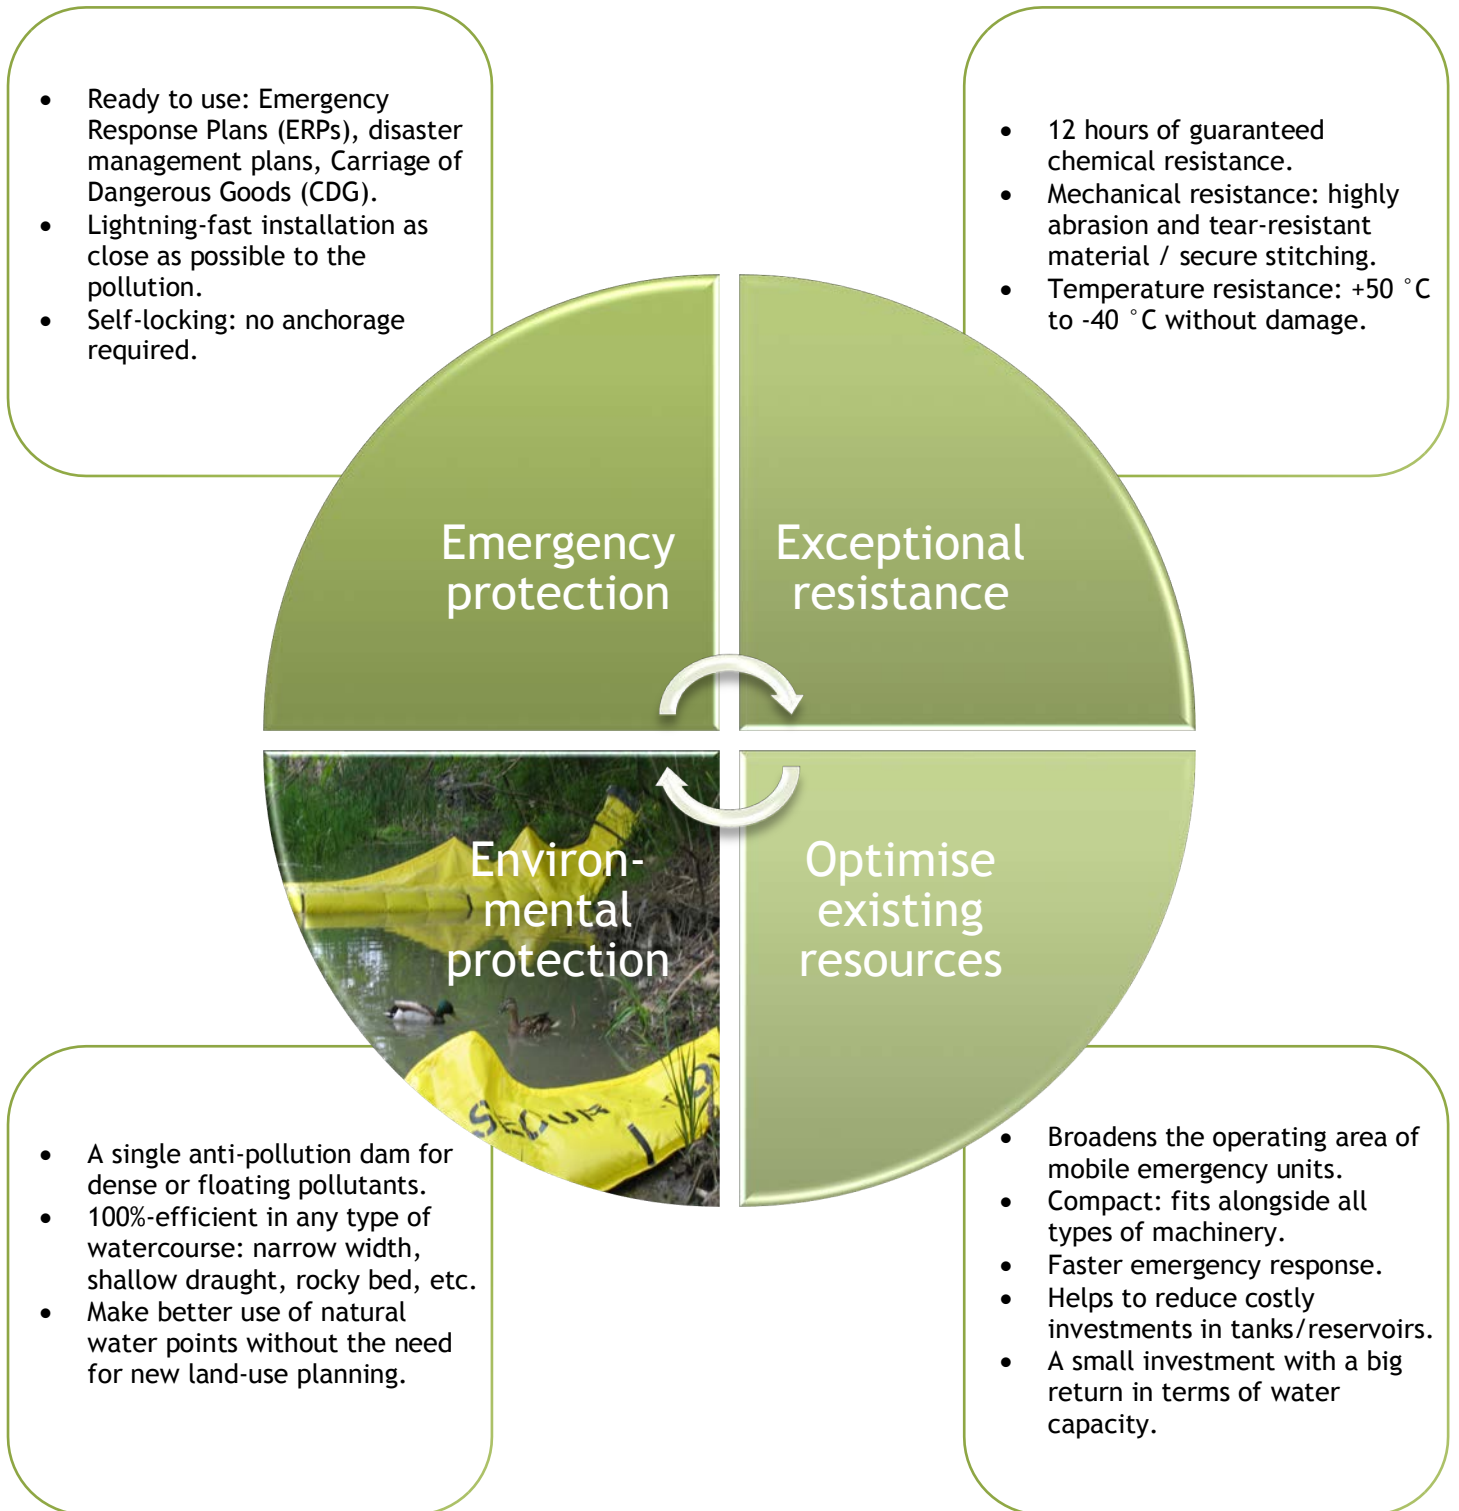 • Ready to use: Emergency
Response Plans (ERPs), disaster
management plans, Carriage of
Dangerous Goods (CDG).
• Lightning-fast installation as
close as possible to the
pollution.
• Self-locking: no anchorage
required.
• 12 hours of guaranteed
chemical resistance.
• Mechanical resistance: highly
abrasion and tear-resistant
material / secure stitching.
• Temperature resistance: +50 °C
to -40 °C without damage.
Emergency
protection
Exceptional
resistance
Environ-
mental
protection
Optimise
existing
resources
SECUR
• A single anti-pollution dam for
dense or floating pollutants.
• 100%-efficient in any type of
watercourse: narrow width,
shallow draught, rocky bed, etc.
• Make better use of natural
water points without the need
for new land-use planning.
• Broadens the operating area of
mobile emergency units.
• Compact: fits alongside all
types of machinery.
• Faster emergency response.
• Helps to reduce costly
investments in tanks/reservoirs.
• A small investment with a big
return in terms of water
capacity.